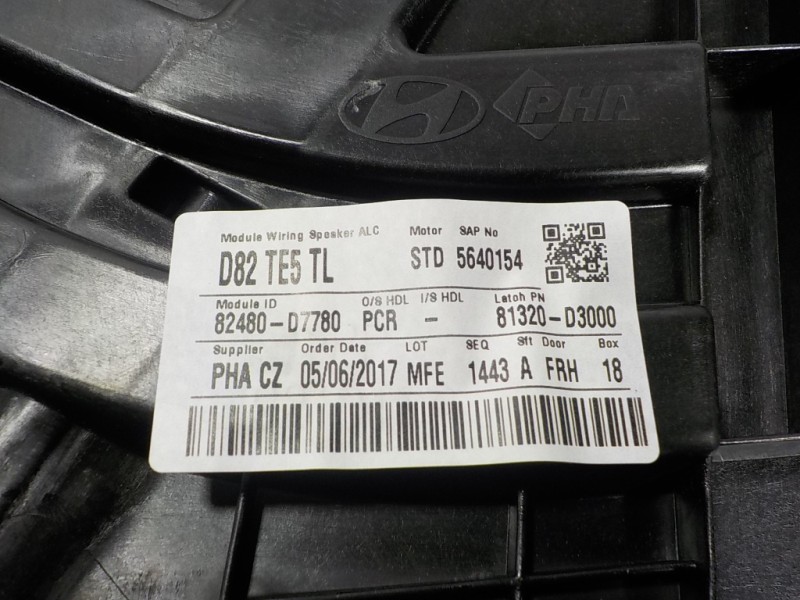 PHA
Module Wiring Speaker ALC Motor SAP No
D82 TE5 TL STD 5640154
Module ID O/S HDL I/S HDL Latch PN
82480-D7780 PCR - 81320-D3000
Supplier Order Date LOT SEQ Sft Door Box
PHA CZ 05/06/2017 MFE 1443 A FRH 18